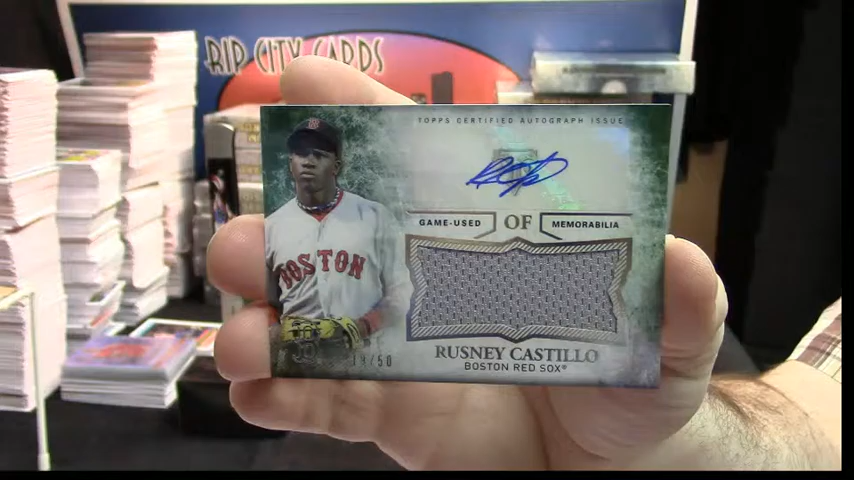 RIP CITY CARDS
TOPPS CERTIFIED AUTOGRAPH ISSUE
GAME-USED OF MEMORABILIA
BOSTON
RUSNEY CASTILLO
BOSTON RED SOX®